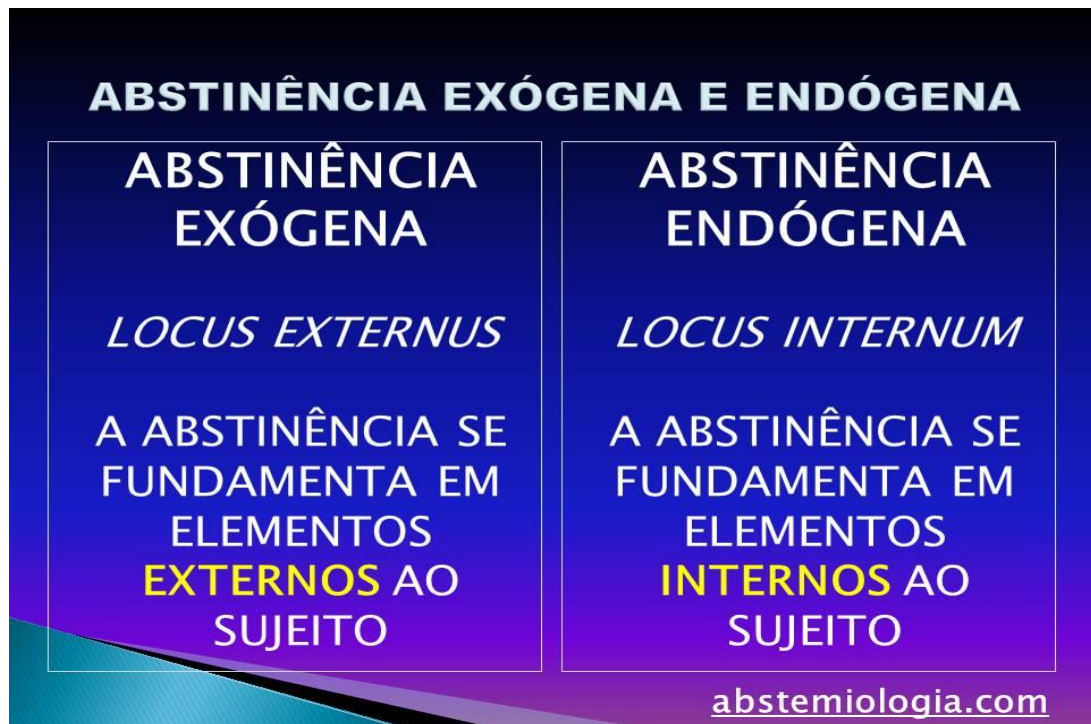 ABSTINÊNCIA EXÓGENA E ENDÓGENA
ABSTINÊNCIA
EXÓGENA
LOCUS EXTERNUS
A ABSTINÊNCIA SE
FUNDAMENTA EM
ELEMENTOS
EXTERNOS AO
SUJEITO
ABSTINÊNCIA
ENDÓGENA
LOCUS INTERNUM
A ABSTINÊNCIA SE
FUNDAMENTA EM
ELEMENTOS
INTERNOS AO
SUJEITO
abstemiologia.com